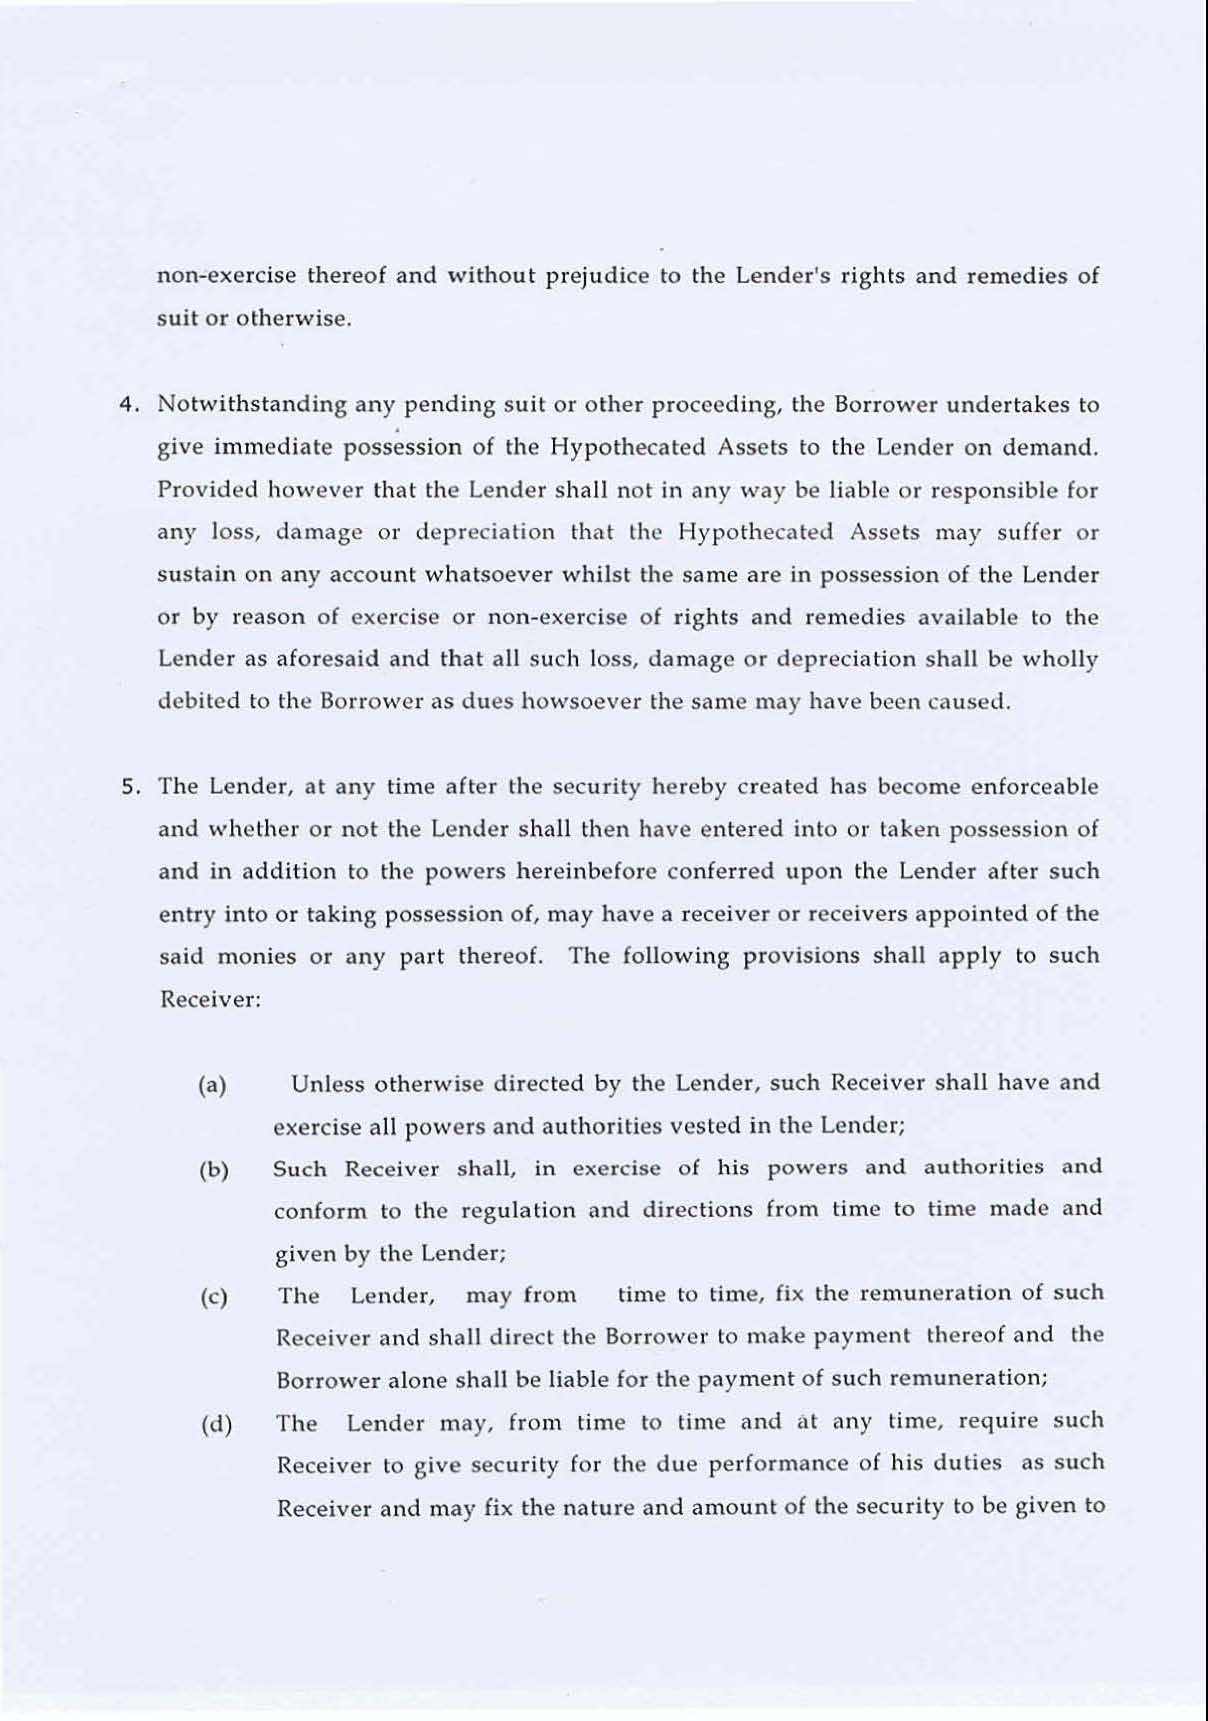 non-exercise thereof and without prejudice to the Lender's rights and remedies of
suit or otherwise.
4. Notwithstanding any pending suit or other proceeding, the Borrower undertakes to
give immediate possession of the Hypothecated Assets to the Lender on demand.
Provided however that the Lender shall not in any way be liable or responsible for
any loss, damage or depreciation that the Hypothecated Assets may suffer or
sustain on any account whatsoever whilst the same are in possession of the Lender
or by reason of exercise or non-exercise of rights and remedies available to the
Lender as aforesaid and that all such loss, damage or depreciation shall be wholly
debited to the Borrower as dues howsoever the same may have been caused.
5. The Lender, at any time after the security hereby created has become enforceable
and whether or not the Lender shall then have entered into or taken possession of
and in addition to the powers hereinbefore conferred upon the Lender after such
entry into or taking possession of, may have a receiver or receivers appointed of the
said monies or any part thereof. The following provisions shall apply to such
Receiver:
(a) Unless otherwise directed by the Lender, such Receiver shall have and
exercise all powers and authorities vested in the Lender;
(b) Such Receiver shall, in exercise of his powers and authorities and
conform to the regulation and directions from time to time made and
given by the Lender;
(c) The Lender, may from time to time, fix the remuneration of such
Receiver and shall direct the Borrower to make payment thereof and the
Borrower alone shall be liable for the payment of such remuneration;
(d) The Lender may, from time to time and at any time, require such
Receiver to give security for the due performance of his duties as such
Receiver and may fix the nature and amount of the security to be given to